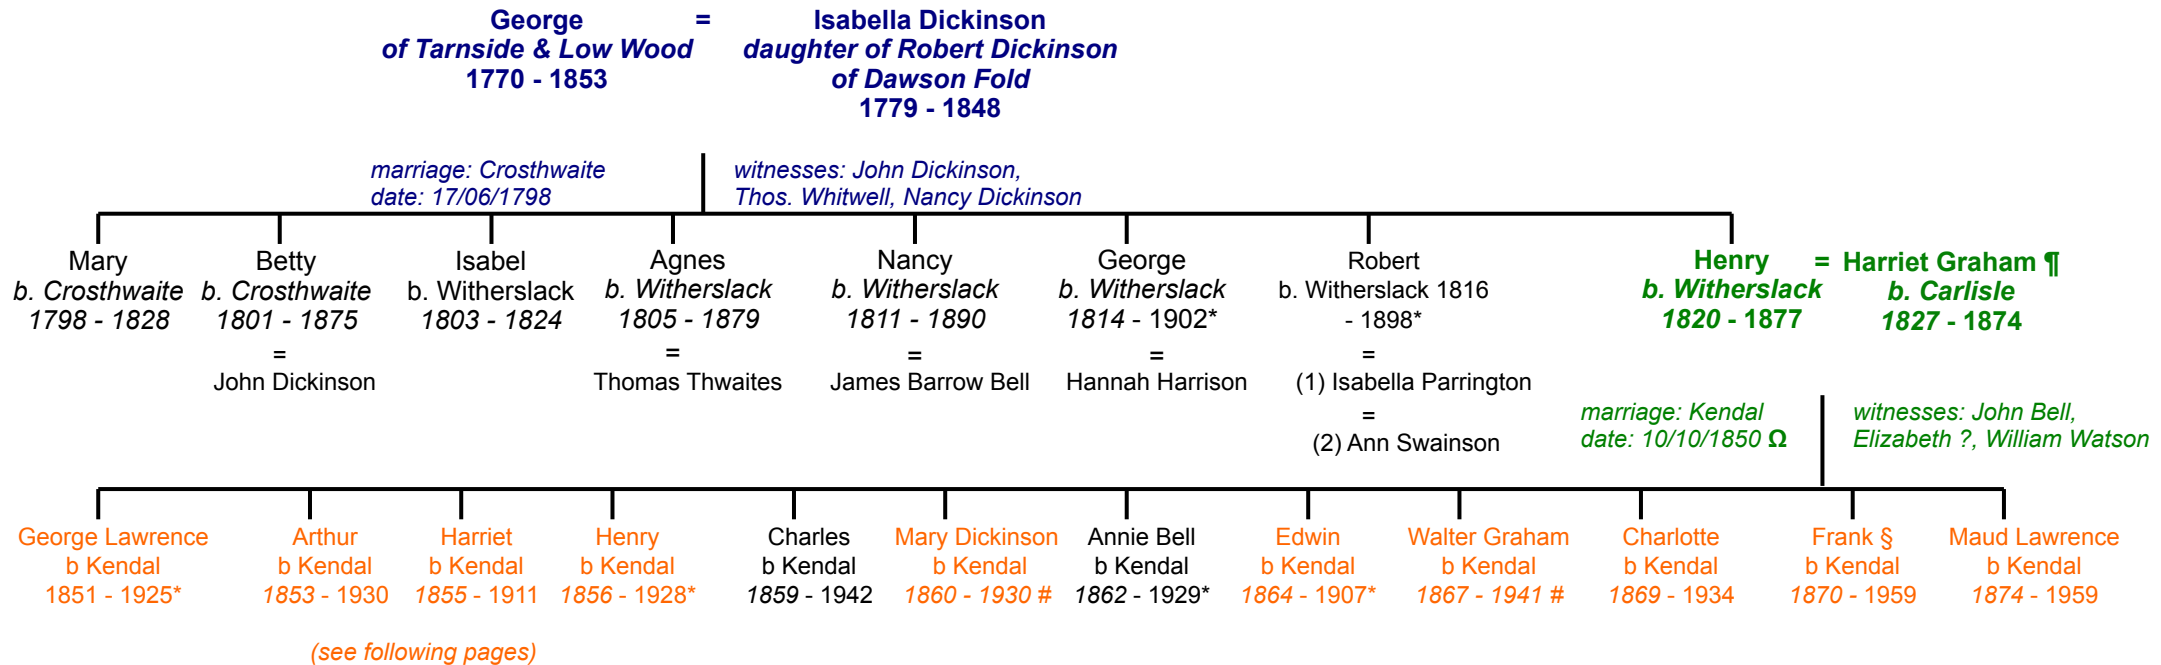 George = Isabella Dickinson
of Tarnside & Low Wood daughter of Robert Dickinson
1770 - 1853 of Dawson Fold
1779 - 1848
marriage: Crosthwaite witnesses: John Dickinson,
date: 17/06/1798 Thos. Whitwell, Nancy Dickinson
Mary
b. Crosthwaite
1798 - 1828
Betty
b. Crosthwaite
1801 - 1875
=
John Dickinson
Isabel
b. Witherslack
1803 - 1824
Agnes
b. Witherslack
1805 - 1879
=
Thomas Thwaites
Nancy
b. Witherslack
1811 - 1890
=
James Barrow Bell
George
b. Witherslack
1814 - 1902*
=
Hannah Harrison
Robert
b. Witherslack 1816
- 1898*
=
(1) Isabella Parrington
=
(2) Ann Swainson
Henry = Harriet Graham ¶
b. Witherslack b. Carlisle
1820 - 1877 1827 - 1874
marriage: Kendal witnesses: John Bell,
date: 10/10/1850 Ω Elizabeth ?, William Watson
George Lawrence
b Kendal
1851 - 1925*
Arthur
b Kendal
1853 - 1930
Harriet
b Kendal
1855 - 1911
Henry
b Kendal
1856 - 1928*
Charles
b Kendal
1859 - 1942
Mary Dickinson
b Kendal
1860 - 1930 #
Annie Bell
b Kendal
1862 - 1929*
Edwin
b Kendal
1864 - 1907*
Walter Graham
b Kendal
1867 - 1941 #
Charlotte
b Kendal
1869 - 1934
Frank §
b Kendal
1870 - 1959
Maud Lawrence
b Kendal
1874 - 1959
(see following pages)